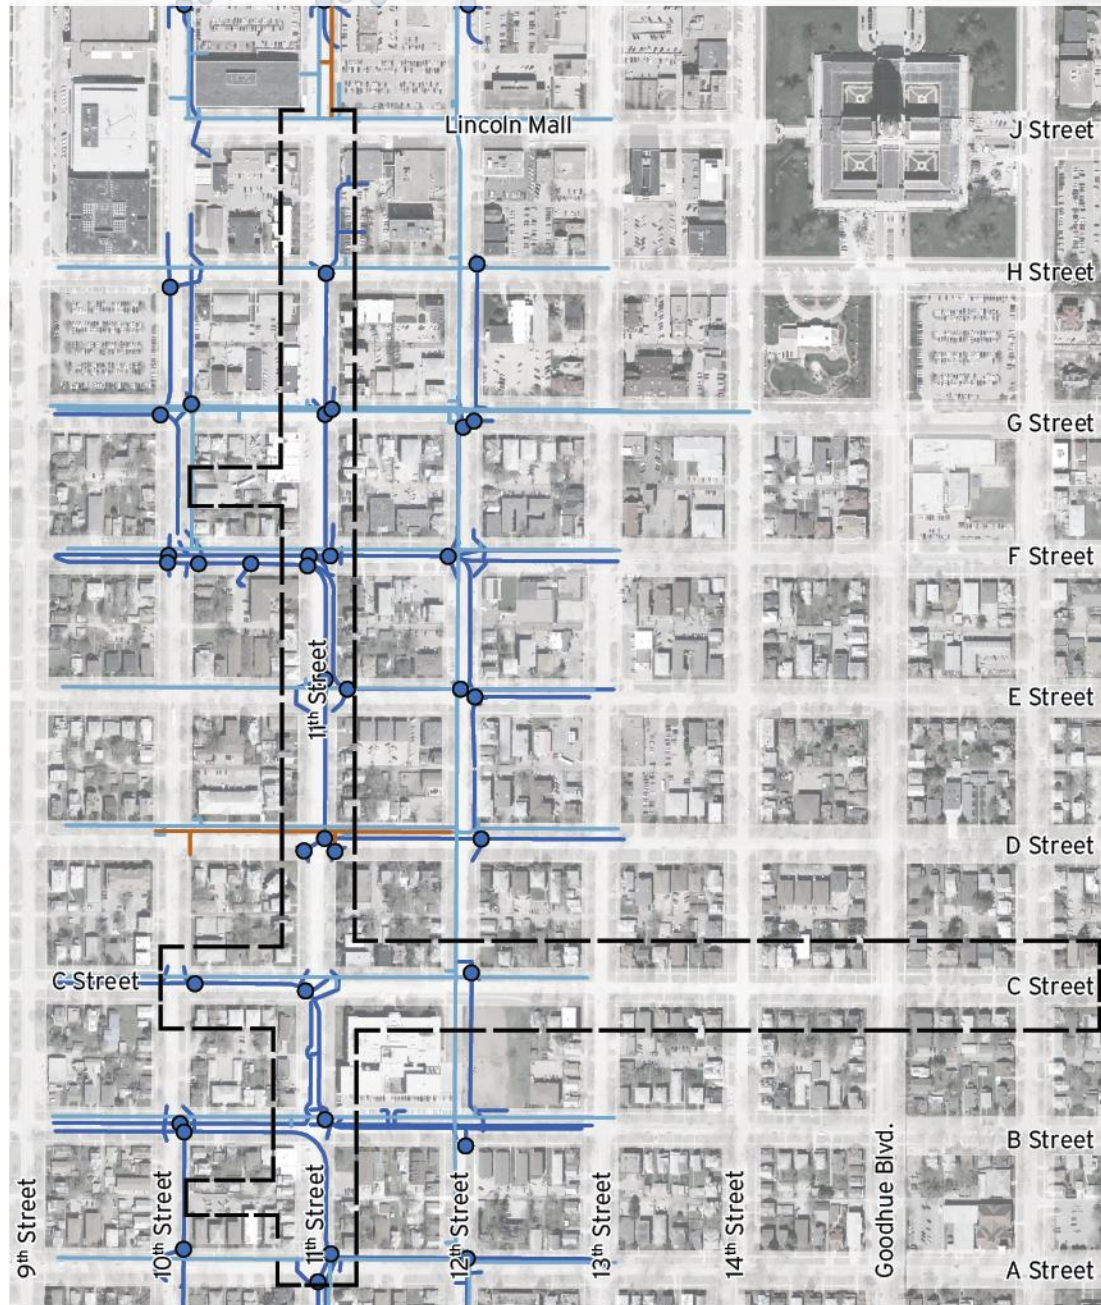 Lincoln Mall
J Street
H Street
G Street
F Street
11th Street
E Street
D Street
C Street
C Street
B Street
9th Street
10th Street
11th Street
12th Street
13th Street
14th Street
Goodhue Blvd.
A Street